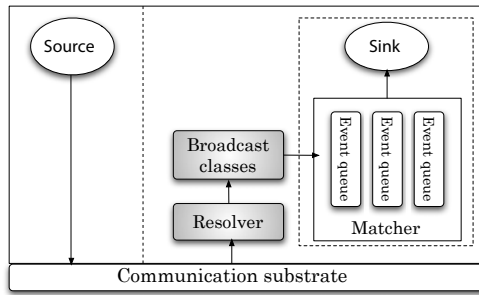 Source
Sink
Broadcast
classes
Event queue
Event queue
Event queue
Resolver
Matcher
Communication substrate